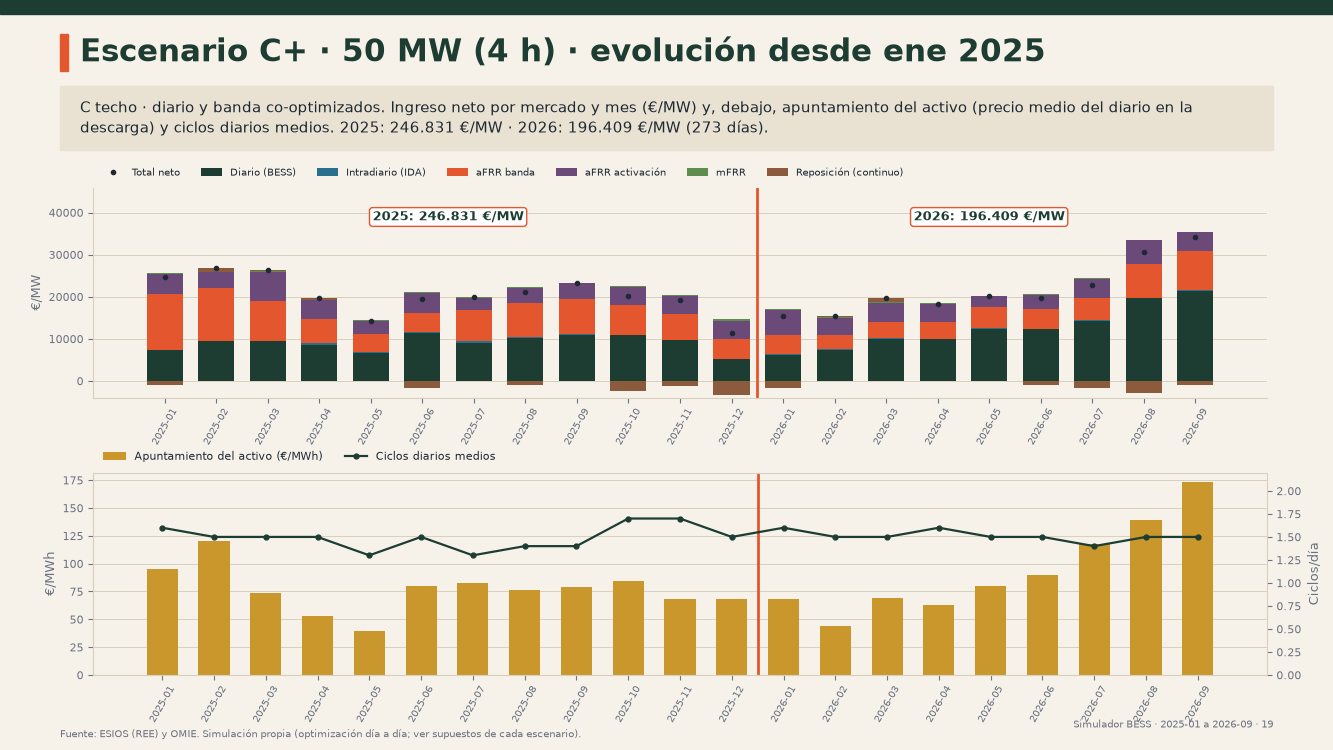 Escenario C+ · 50 MW (4 h) · evolución desde ene 2025
C techo · diario y banda co-optimizados. Ingreso neto por mercado y mes (€/MW) y, debajo, apuntamiento del activo (precio medio del diario en la
descarga) y ciclos diarios medios. 2025: 246.831 €/MW · 2026: 196.409 €/MW (273 días).
Total neto Diario (BESS) Intradiario (IDA) aFRR banda aFRR activación mFRR Reposición (continuo)
€/MW
40000
30000
20000
10000
0
2025: 246.831 €/MW 2026: 196.409 €/MW
2025-01 2025-02 2025-03 2025-04 2025-05 2025-06 2025-07 2025-08 2025-09 2025-10 2025-11 2025-12 2026-01 2026-02 2026-03 2026-04 2026-05 2026-06 2026-07 2026-08 2026-09
Apuntamiento del activo (€/MWh) Ciclos diarios medios
€/MWh
175
150
125
100
75
50
25
0
2.00
1.75
1.50
1.25
1.00
0.75
0.50
0.25
0.00
Ciclos/día
2025-01 2025-02 2025-03 2025-04 2025-05 2025-06 2025-07 2025-08 2025-09 2025-10 2025-11 2025-12 2026-01 2026-02 2026-03 2026-04 2026-05 2026-06 2026-07 2026-08 2026-09
Simulador BESS · 2025-01 a 2026-09 · 19
Fuente: ESIOS (REE) y OMIE. Simulación propia (optimización día a día; ver supuestos de cada escenario).